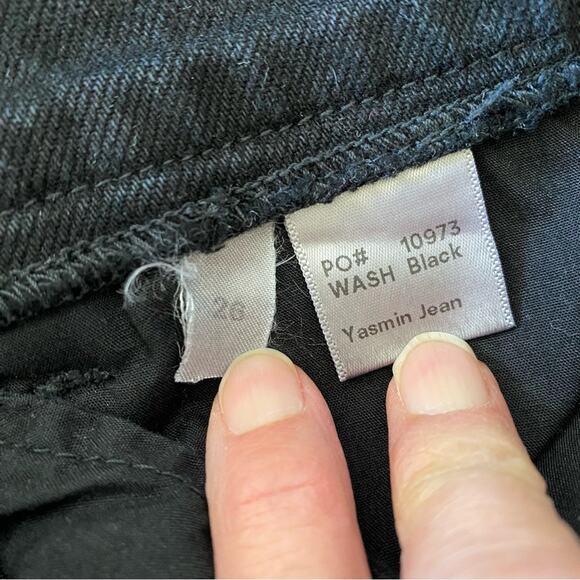 26
PO# 10973
WASH Black
Yasmin Jean